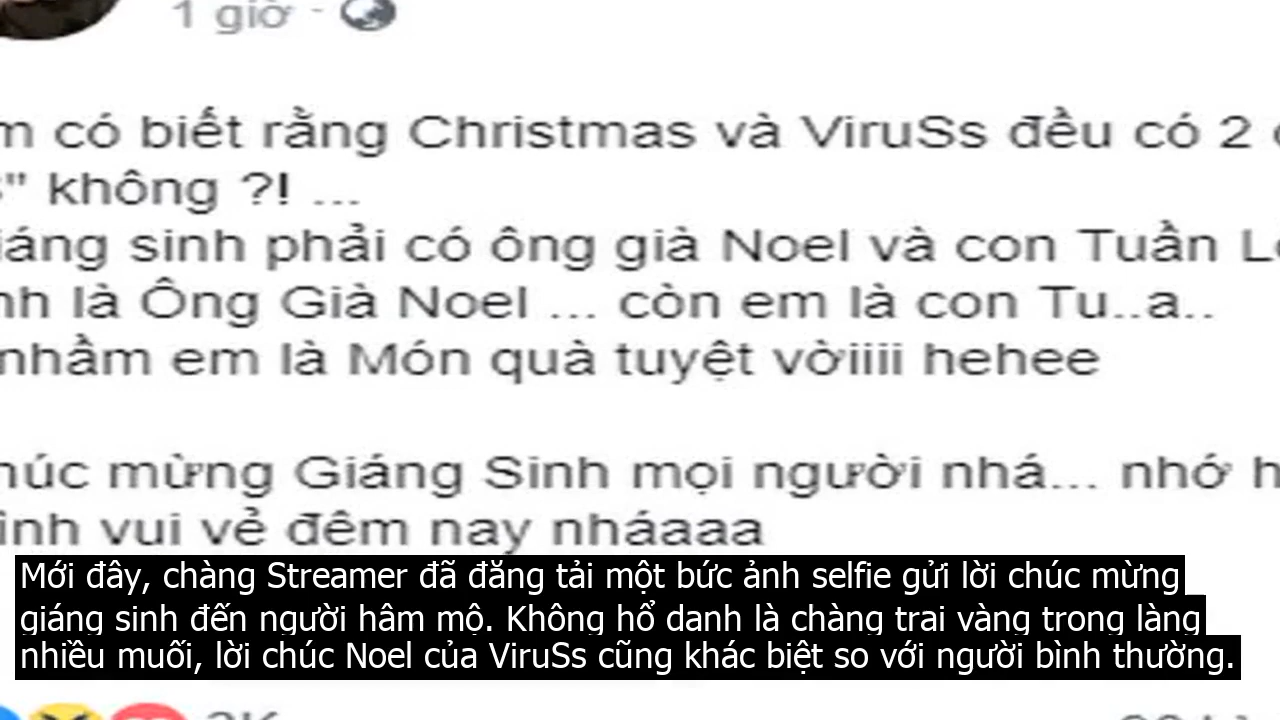 1 giờ ·
có biết rằng Christmas và ViruSs đều có 2
" không ?! ...
sinh phải có ông già Noel và con Tuần
là Ông Già Noel ... còn em là con Tu..a..
nhầm em là Món quà tuyệt vờiiii hehee
mừng Giáng Sinh mọi người nhá... nhớ
vui vẻ đêm nay nháaaa
Mới đây, chàng Streamer đã đăng tải một bức ảnh selfie gửi lời chúc mừng
giáng sinh đến người hâm mộ. Không hổ danh là chàng trai vàng trong làng
nhiều muối, lời chúc Noel của ViruSs cũng khác biệt so với người bình thường.